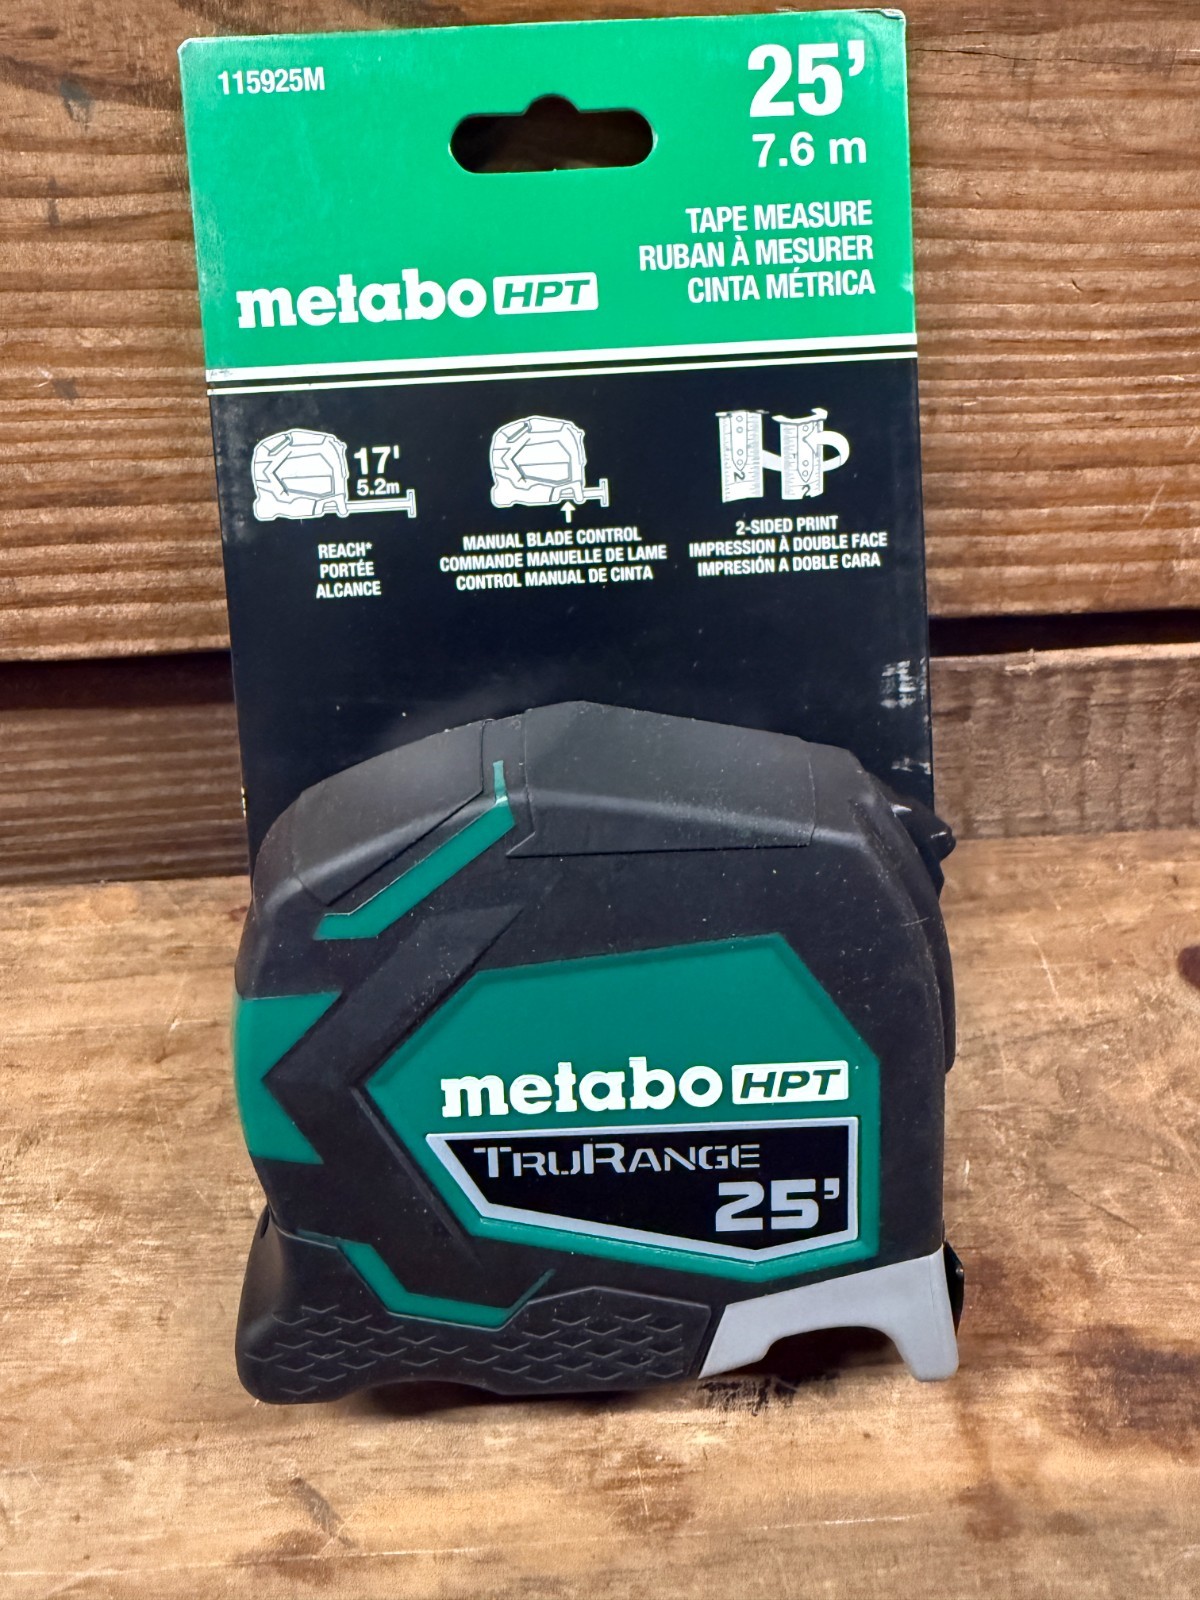 115925M
25’
7.6 m
TAPE MEASURE
RUBAN À MESURER
CINTA MÉTRICA
metabo HPT
17'
5.2m
REACH*
PORTÉE
ALCANCE
MANUAL BLADE CONTROL
COMMANDE MANUELLE DE LAME
CONTROL MANUAL DE CINTA
2
2
2-SIDED PRINT
IMPRESSION À DOUBLE FACE
IMPRESIÓN A DOBLE CARA
metabo HPT
TRURANGE
25’